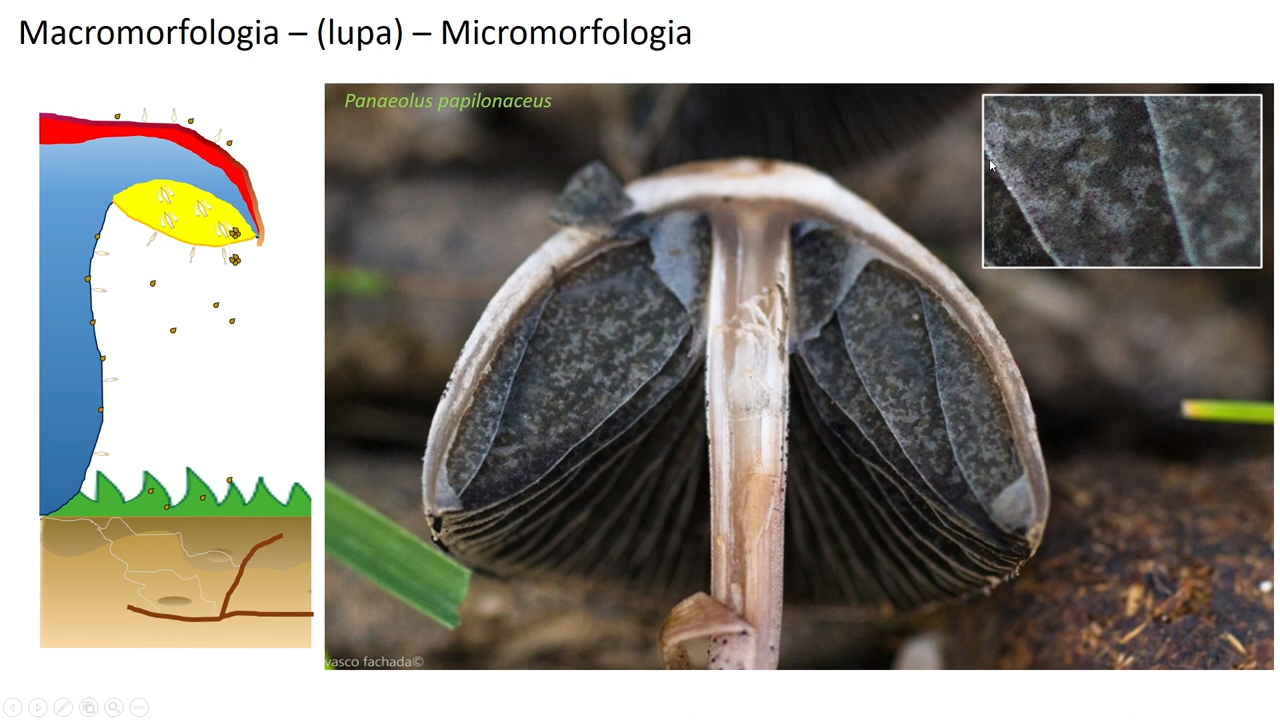 Macromorfologia – (lupa) – Micromorfologia
Panaeolus papilonaceus
vasco fachada©